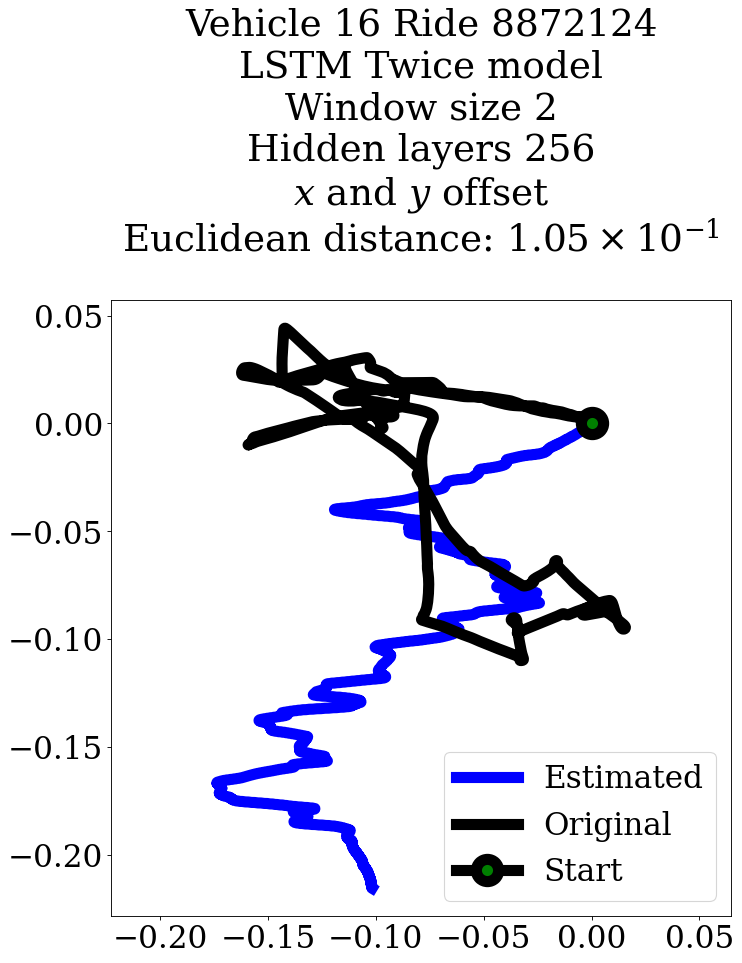 Vehicle 16 Ride 8872124
LSTM Twice model
Window size 2
Hidden layers 256
x and y offset
Euclidean distance: 1.05 × 10⁻¹
0.05
0.00
−0.05
−0.10
−0.15
−0.20
Estimated
Original
Start
−0.20 −0.15 −0.10 −0.05 0.00 0.05